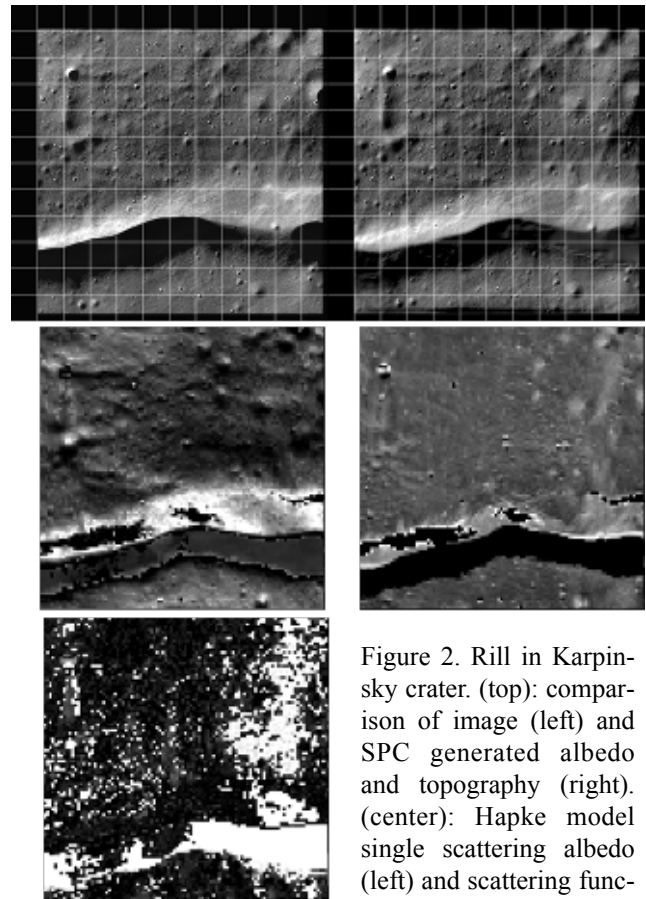 Figure 2. Rill in Karpin-
sky crater. (top): compar-
ison of image (left) and
SPC generated albedo
and topography (right).
(center): Hapke model
single scattering albedo
(left) and scattering func-